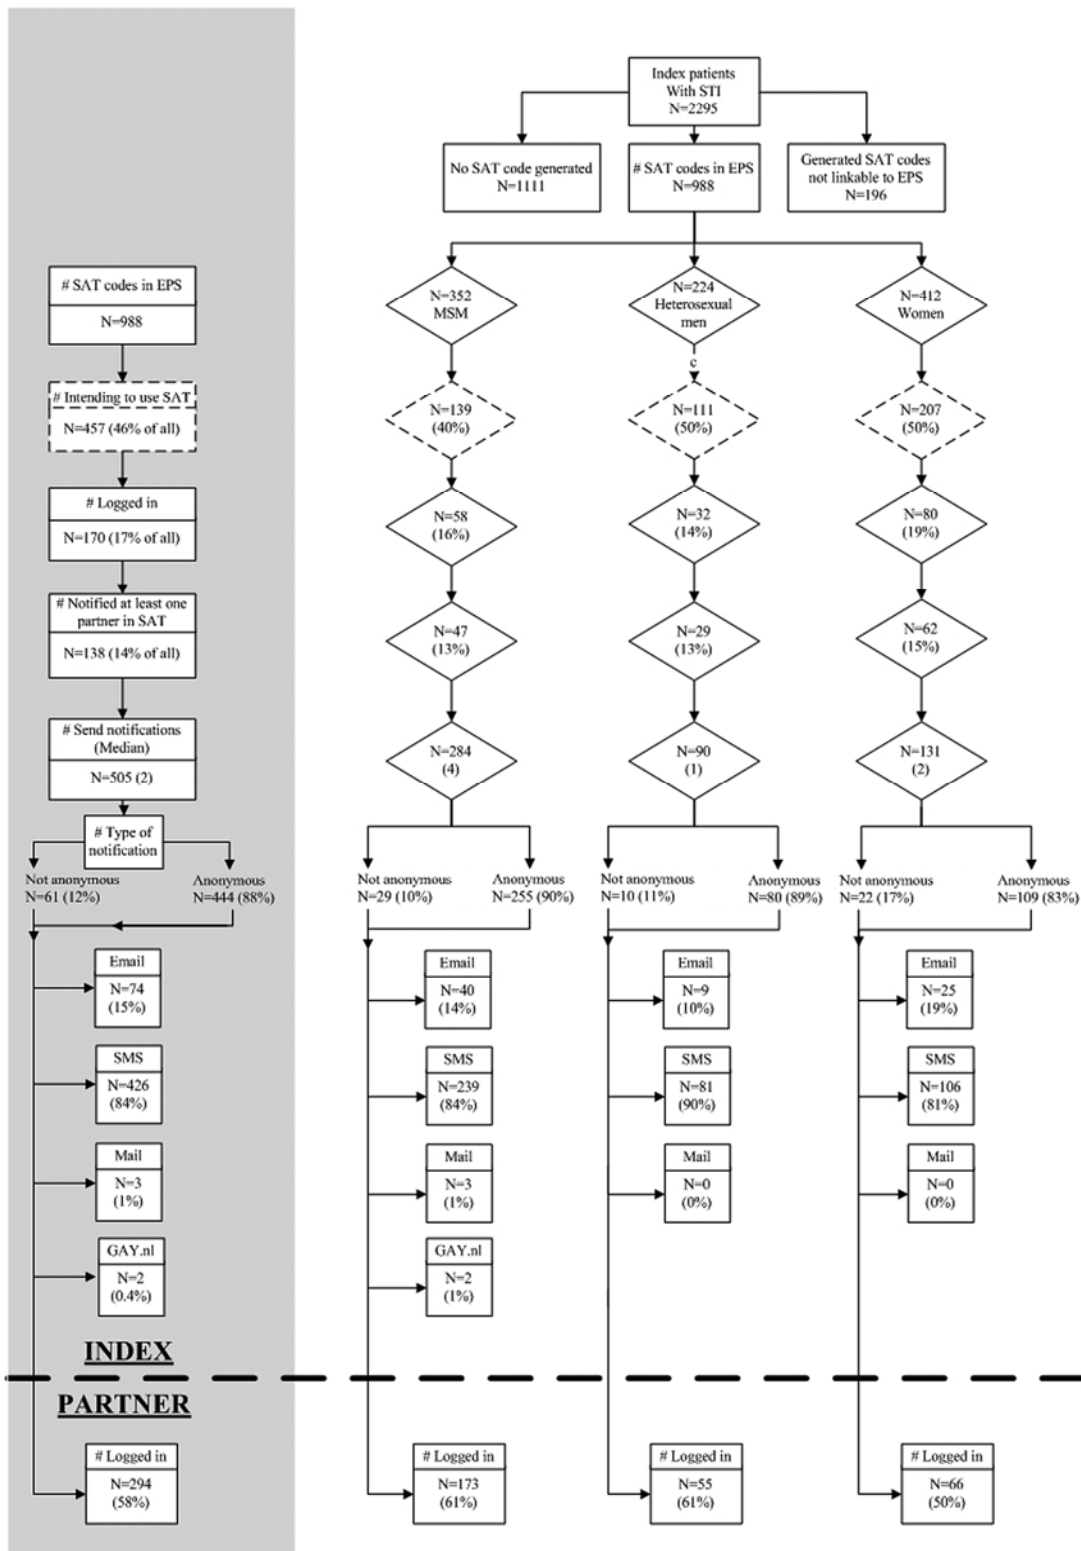 Index patients
With STI
N=2295
No SAT code generated
N=1111
# SAT codes in EPS
N=988
Generated SAT codes
not linkable to EPS
N=196
# SAT codes in EPS
N=988
N=352
MSM
N=224
Heterosexual
men
N=412
Women
c
# Intending to use SAT
N=457 (46% of all)
N=139
(40%)
N=111
(50%)
N=207
(50%)
# Logged in
N=170 (17% of all)
N=58
(16%)
N=32
(14%)
N=80
(19%)
# Notified at least one
partner in SAT
N=138 (14% of all)
N=47
(13%)
N=29
(13%)
N=62
(15%)
# Send notifications
(Median)
N=505 (2)
N=284
(4)
N=90
(1)
N=131
(2)
# Type of
notification
Not anonymous
N=61 (12%)
Anonymous
N=444 (88%)
Not anonymous
N=29 (10%)
Anonymous
N=255 (90%)
Not anonymous
N=10 (11%)
Anonymous
N=80 (89%)
Not anonymous
N=22 (17%)
Anonymous
N=109 (83%)
Email
N=74
(15%)
Email
N=40
(14%)
Email
N=9
(10%)
Email
N=25
(19%)
SMS
N=426
(84%)
SMS
N=239
(84%)
SMS
N=81
(90%)
SMS
N=106
(81%)
Mail
N=3
(1%)
Mail
N=3
(1%)
Mail
N=0
(0%)
Mail
N=0
(0%)
GAY.nl
N=2
(0.4%)
GAY.nl
N=2
(1%)
INDEX
PARTNER
# Logged in
N=294
(58%)
# Logged in
N=173
(61%)
# Logged in
N=55
(61%)
# Logged in
N=66
(50%)